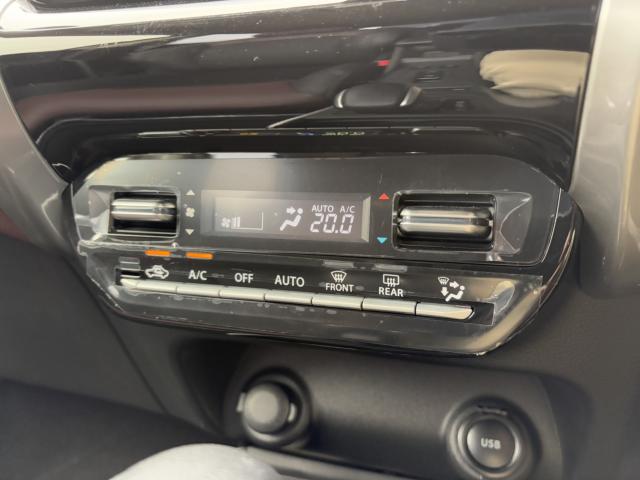 AUTO A/C
20.0
A/C OFF AUTO FRONT REAR
USB